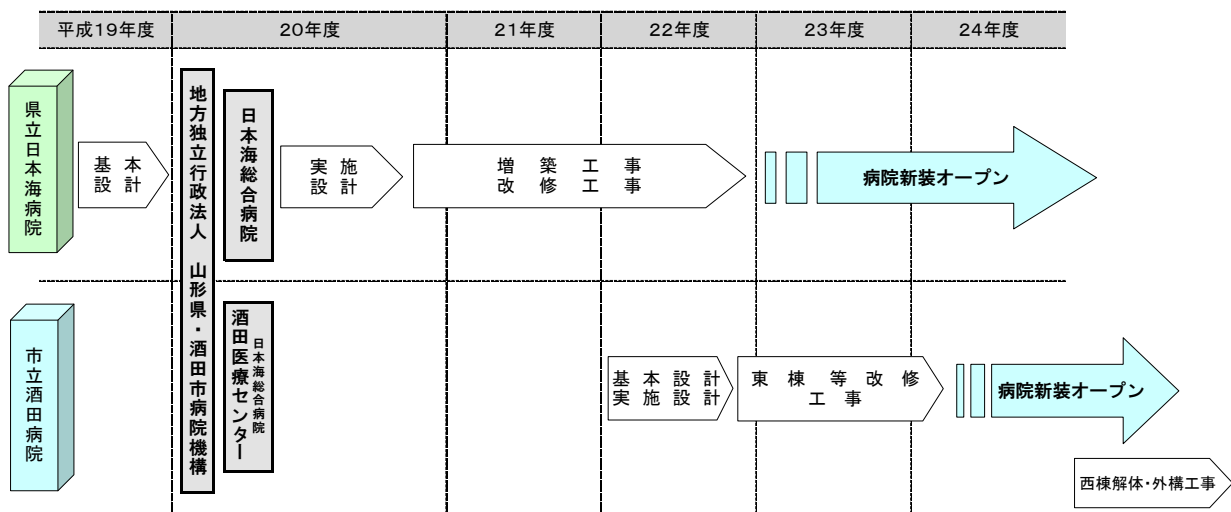 平成19年度
20年度
21年度
22年度
23年度
24年度
県立日本海病院
基本
設計
地方独立行政法人 山形県・酒田市病院機構
日本海総合病院
実施
設計
増築工事
改修工事
病院新装オープン
市立酒田病院
日本海総合病院
酒田医療センター
基本設計
実施設計
東棟等改修
工事
病院新装オープン
西棟解体・外構工事